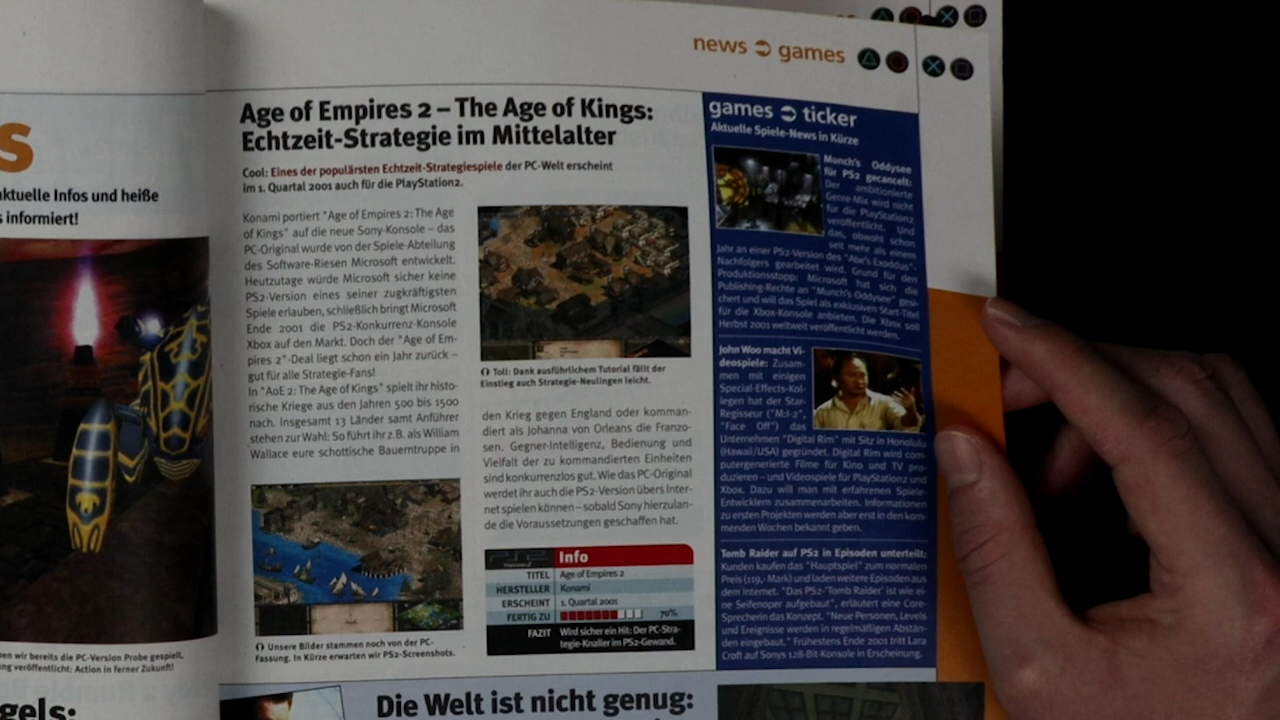 news games
s
aktuelle Infos und heiße
s informiert!
en wir bereits die PC-Version Probe gespielt,
ng veröffentlicht: Action in ferner Zukunft!
gels:
Age of Empires 2 – The Age of Kings:
Echtzeit-Strategie im Mittelalter
Cool: Eines der populärsten Echtzeit-Strategiespiele der PC-Welt erscheint
im 1. Quartal 2001 auch für die PlayStation2.
Konami portiert "Age of Empires 2: The Age
of Kings" auf die neue Sony-Konsole – das
PC-Original wurde von der Spiele-Abteilung
des Software-Riesen Microsoft entwickelt.
Heutzutage würde Microsoft sicher keine
PS2-Version eines seiner zugkräftigsten
Spiele erlauben, schließlich bringt Microsoft
Ende 2001 die PS2-Konkurrenz-Konsole
Xbox auf den Markt. Doch der "Age of Em-
pires 2"-Deal liegt schon ein Jahr zurück –
gut für alle Strategie-Fans!
In "AoE 2: The Age of Kings" spielt ihr histo-
rische Kriege aus den Jahren 500 bis 1500
nach. Insgesamt 13 Länder samt Anführer
stehen zur Wahl: So führt ihr z.B. als William
Wallace eure schottische Bauerntruppe in
Unsere Bilder stammen noch von der PC-
Fassung. In Kürze erwarten wir PS2-Screenshots.
Toll: Dank ausführlichem Tutorial fällt der
Einstieg auch Strategie-Neulingen leicht.
den Krieg gegen England oder komman-
diert als Johanna von Orleans die Franzo-
sen. Gegner-Intelligenz, Bedienung und
Vielfalt der zu kommandierten Einheiten
sind konkurrenzlos gut. Wie das PC-Original
werdet ihr auch die PS2-Version übers Inter-
net spielen können – sobald Sony hierzulan-
de die Voraussetzungen geschaffen hat.
PS2 Info
TITEL Age of Empires 2
HERSTELLER Konami
ERSCHEINT 1. Quartal 2001
FERTIG ZU 70%
FAZIT Wird sicher ein Hit: Der PC-Stra-
tegie-Knaller im PS2-Gewand.
games ticker
Aktuelle Spiele-News in Kürze
Munch's Oddysee
für PS2 gecancelt:
Der ambitionierte
Genre-Mix wird nicht
für die PlayStation2
veröffentlicht. Und
das, obwohl schon
seit mehr als einem
Jahr an einer PS2-Version des "Abe's Exoddus"-
Nachfolgers gearbeitet wird. Grund für den
Produktionsstopp: Microsoft hat sich die
Publishing-Rechte an "Munch's Oddysee" gesi-
chert und will das Spiel als exklusiven Start-Titel
für die Xbox-Konsole anbieten. Die Xbox soll
Herbst 2001 weltweit veröffentlicht werden.
John Woo macht Vi-
deospiele: Zusam-
men mit einigen
Special-Effects-Kol-
legen hat der Star-
Regisseur ("M:I-2",
"Face Off") das
Unternehmen "Digital Rim" mit Sitz in Honolulu
(Hawaii/USA) gegründet. Digital Rim wird com-
putergenerierte Filme für Kino und TV pro-
duzieren – und Videospiele für PlayStation2 und
Xbox. Dazu will man mit erfahrenen Spiele-
Entwicklern zusammenarbeiten. Informationen
zu ersten Projekten werden aber erst in den kom-
menden Wochen bekannt geben.
Tomb Raider auf PS2 in Episoden unterteilt:
Kunden kaufen das "Hauptspiel" zum normalen
Preis (119,- Mark) und laden weitere Episoden aus
dem Internet. "Das PS2-'Tomb Raider' ist wie ei-
ne Seifenoper aufgebaut", erläutert eine Core-
Sprecherin das Konzept. "Neue Personen, Levels
und Ereignisse werden in regelmäßigen Abstän-
den eingebaut." Frühestens Ende 2001 tritt Lara
Croft auf Sonys 128-Bit-Konsole in Erscheinung.
Die Welt ist nicht genug: